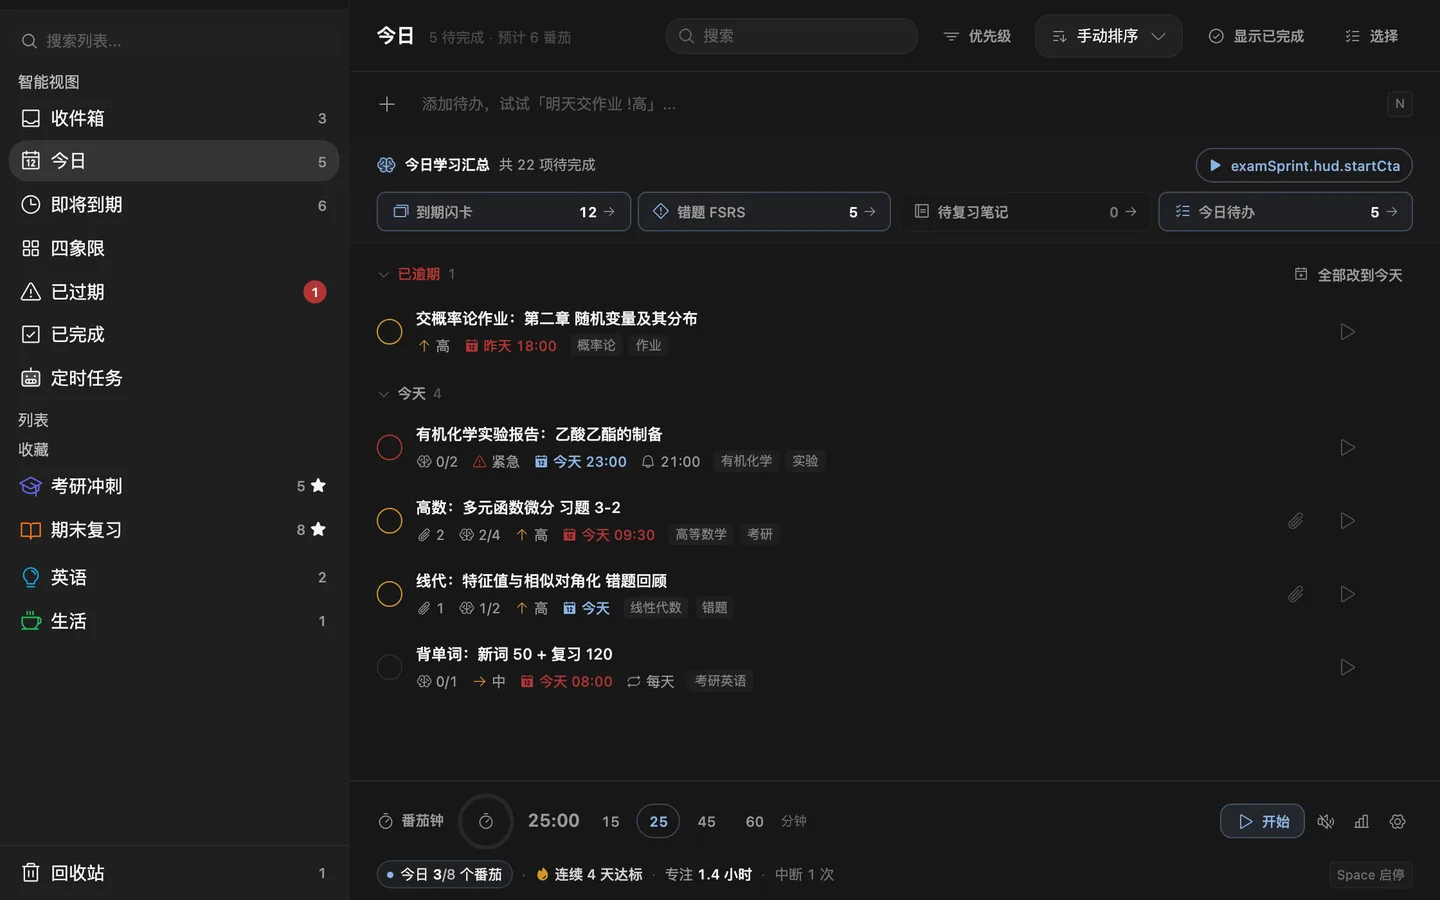 搜索列表...
智能视图
收件箱 3
今日 5
即将到期 6
四象限
已过期 1
已完成
定时任务
列表
收藏
考研冲刺 5
期末复习 8
英语 2
生活 1
回收站 1
今日 5 待完成 · 预计 6 番茄
搜索
优先级
手动排序
显示已完成
选择
添加待办，试试「明天交作业 !高」...
N
今日学习汇总 共 22 项待完成
examSprint.hud.startCta
到期闪卡 12
错题 FSRS 5
待复习笔记 0
今日待办 5
已逾期 1
全部改到今天
交概率论作业：第二章 随机变量及其分布
高 昨天 18:00 概率论 作业
今天 4
有机化学实验报告：乙酸乙酯的制备
0/2 紧急 今天 23:00 21:00 有机化学 实验
高数：多元函数微分 习题 3-2
2 2/4 高 今天 09:30 高等数学 考研
线代：特征值与相似对角化 错题回顾
1 1/2 高 今天 线性代数 错题
背单词：新词 50 + 复习 120
0/1 中 今天 08:00 每天 考研英语
番茄钟 25:00 15 25 45 60 分钟
开始
今日 3/8 个番茄 · 连续 4 天达标 · 专注 1.4 小时 · 中断 1 次
Space 启停